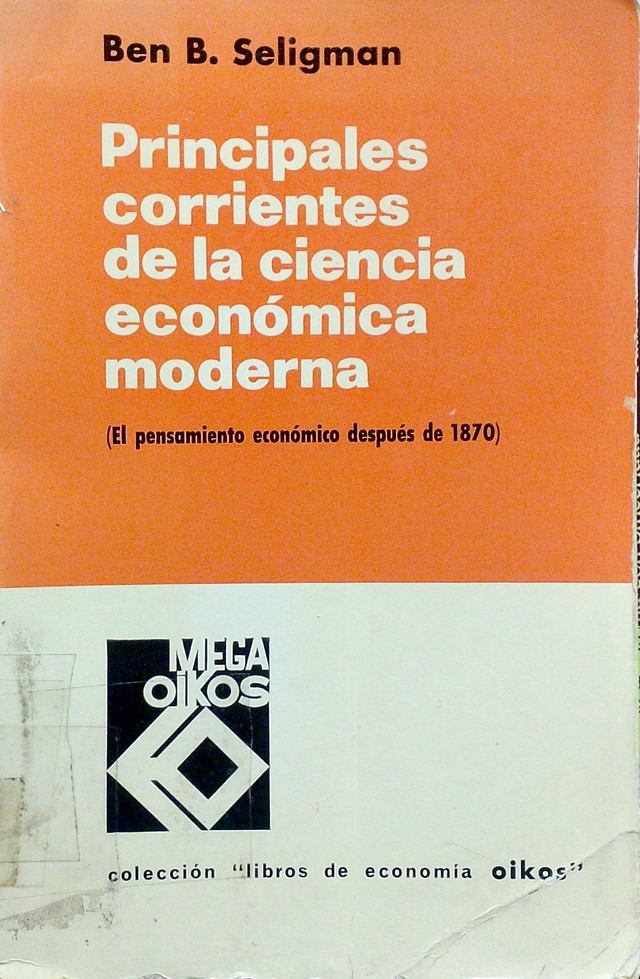 Ben B. Seligman
Principales
corrientes
de la ciencia
económica
moderna
(El pensamiento económico después de 1870)
MEGA
OIKOS
colección "libros de economía oikos"